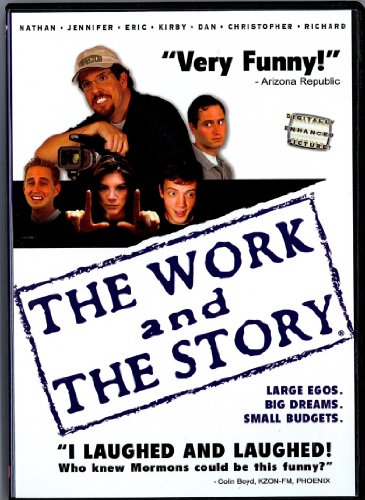 NATHAN • JENNIFER • ERIC • KIRBY • DAN • CHRISTOPHER • RICHARD
"Very Funny!"
- Arizona Republic
DIRECTOR
DIGITALLY
ENHANCED
PICTURE!
THE WORK
and
THE STORY®
LARGE EGOS.
BIG DREAMS.
SMALL BUDGETS.
"I LAUGHED AND LAUGHED!
Who knew Mormons could be this funny?"
- Colin Boyd, KZON-FM, PHOENIX